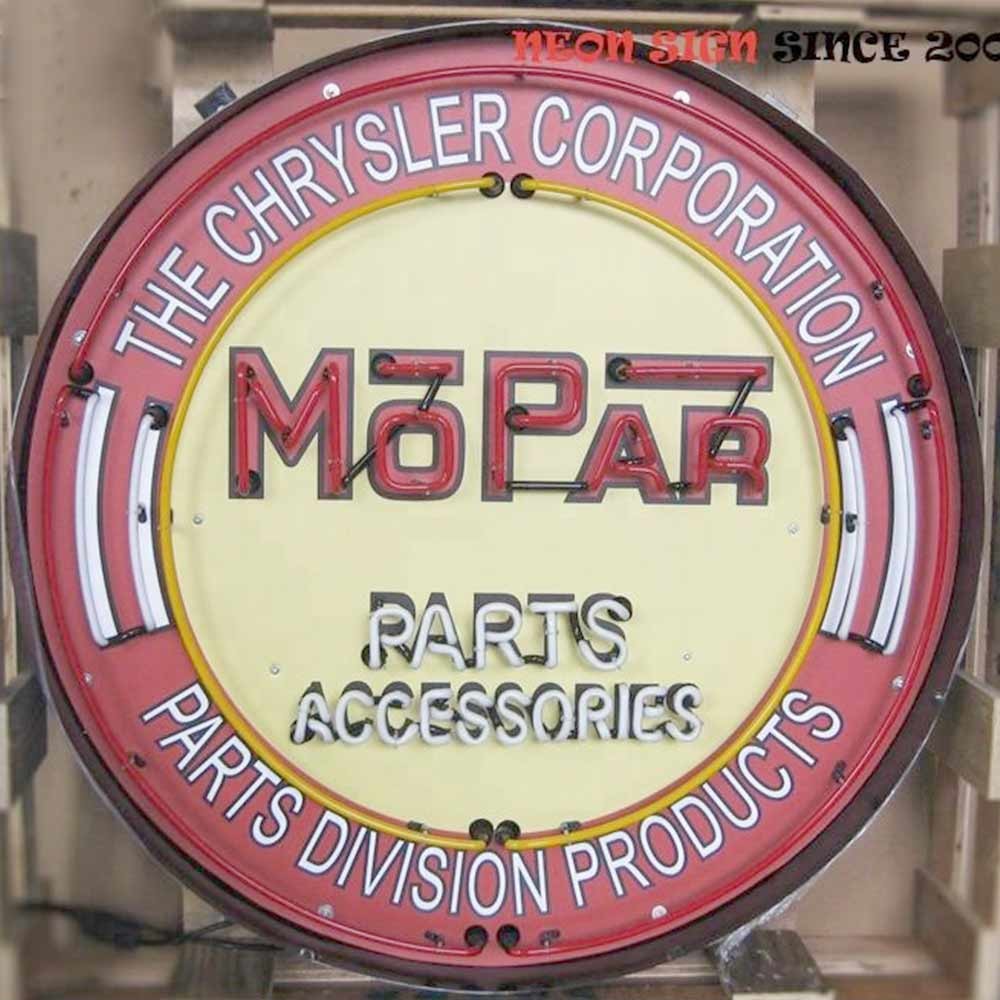 NEON SIGN SINCE 200
THE CHRYSLER CORPORATION
MOPAR
PARTS
ACCESSORIES
PARTS DIVISION PRODUCTS